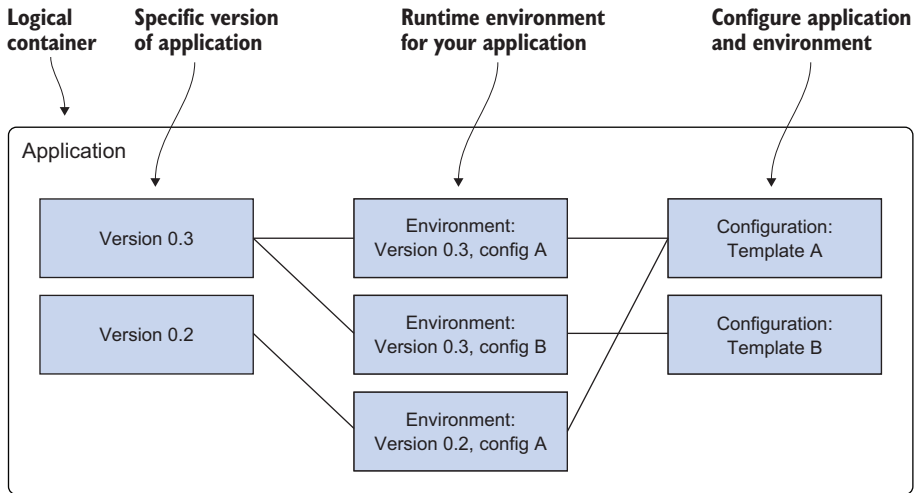 Logical
container
Specific version
of application
Runtime environment
for your application
Configure application
and environment
Application
Version 0.3
Environment:
Version 0.3, config A
Configuration:
Template A
Version 0.2
Environment:
Version 0.3, config B
Configuration:
Template B
Environment:
Version 0.2, config A